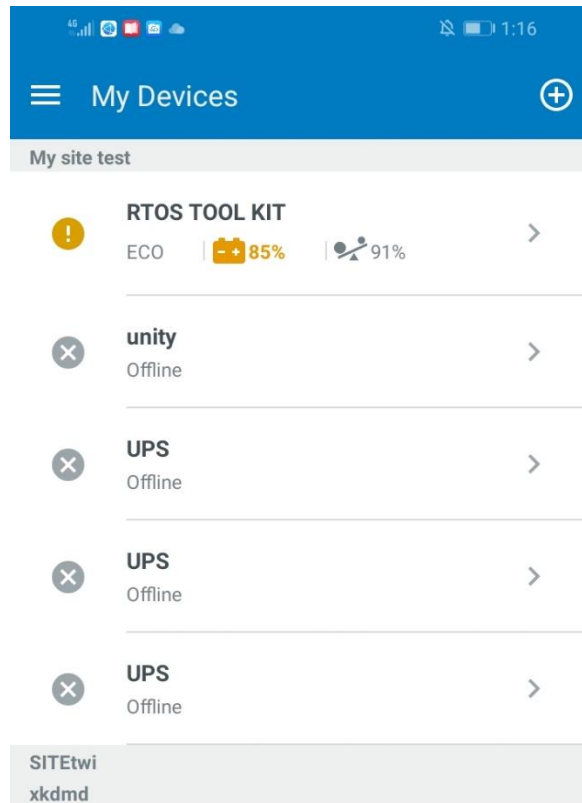 4G 1:16
My Devices
My site test
RTOS TOOL KIT
ECO 85% 91%
unity
Offline
UPS
Offline
UPS
Offline
UPS
Offline
SITEtwi
xkdmd